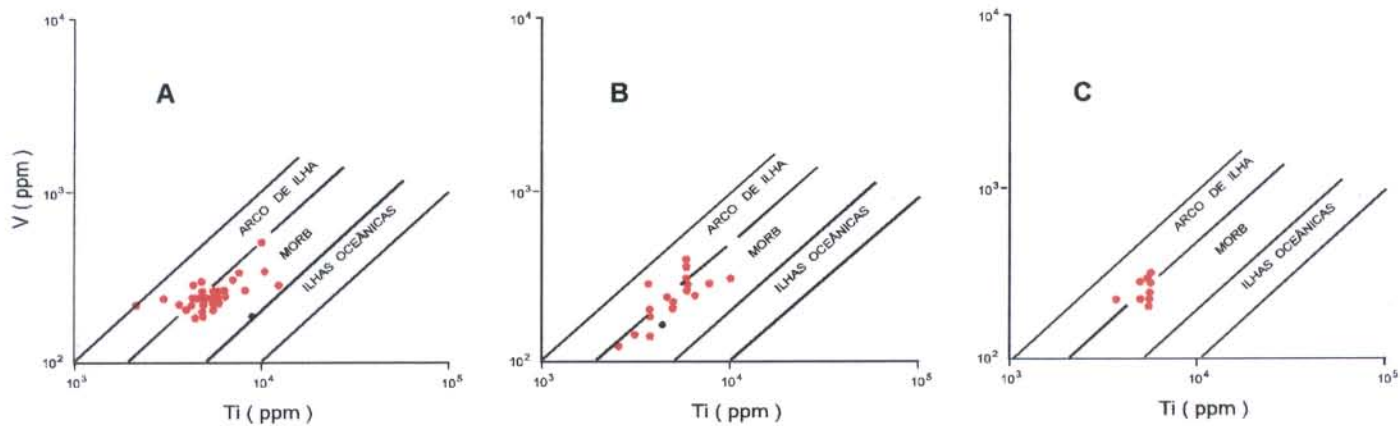 10⁴
A
V ( ppm )
10³
ARCO DE ILHA
MORB
ILHAS OCEÂNICAS
10²
10³
10⁴
10⁵
Ti ( ppm )
10⁴
B
10³
ARCO DE ILHA
MORB
ILHAS OCEÂNICAS
10²
10³
10⁴
10⁵
Ti ( ppm )
10⁴
C
10³
ARCO DE ILHA
MORB
ILHAS OCEÂNICAS
10²
10³
10⁴
10⁵
Ti ( ppm )